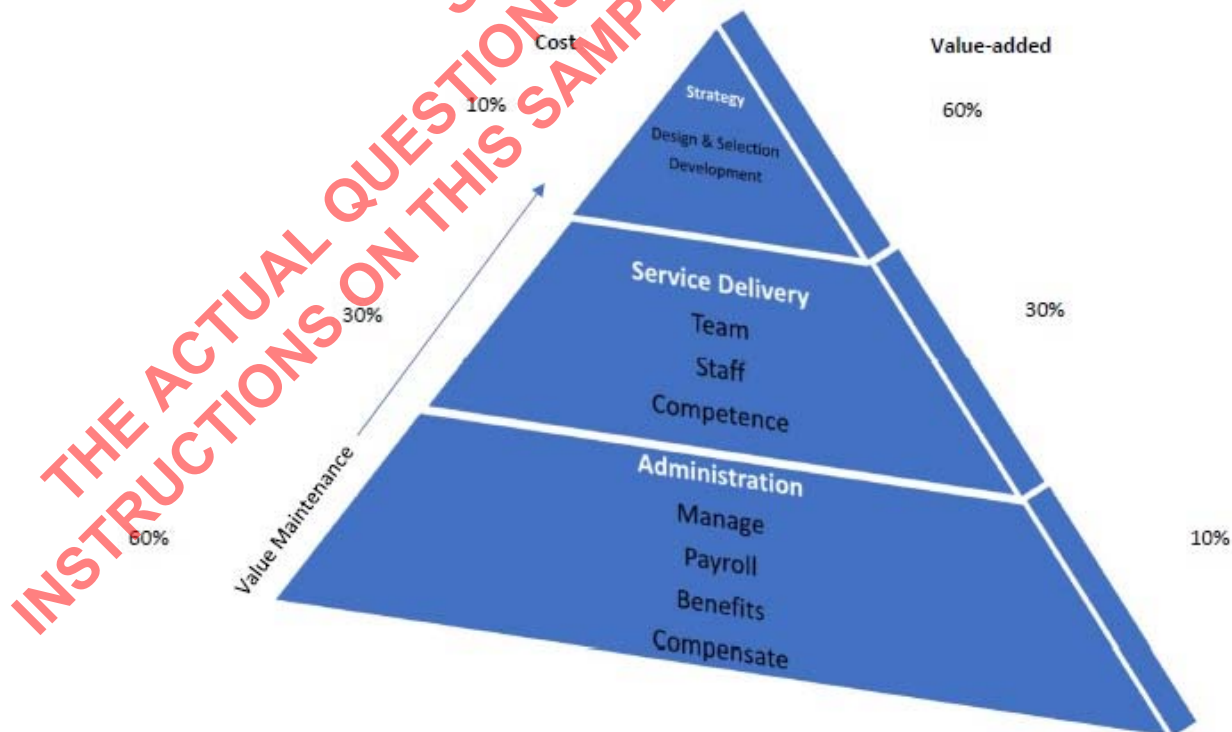 THE ACTUAL QUESTIONS
INSTRUCTIONS ON THIS SAMPLE
Cost
Value-added
10%
60%
Strategy
Design & Selection
Development
30%
30%
Service Delivery
Team
Staff
Competence
Value Maintenance
60%
10%
Administration
Manage
Payroll
Benefits
Compensate